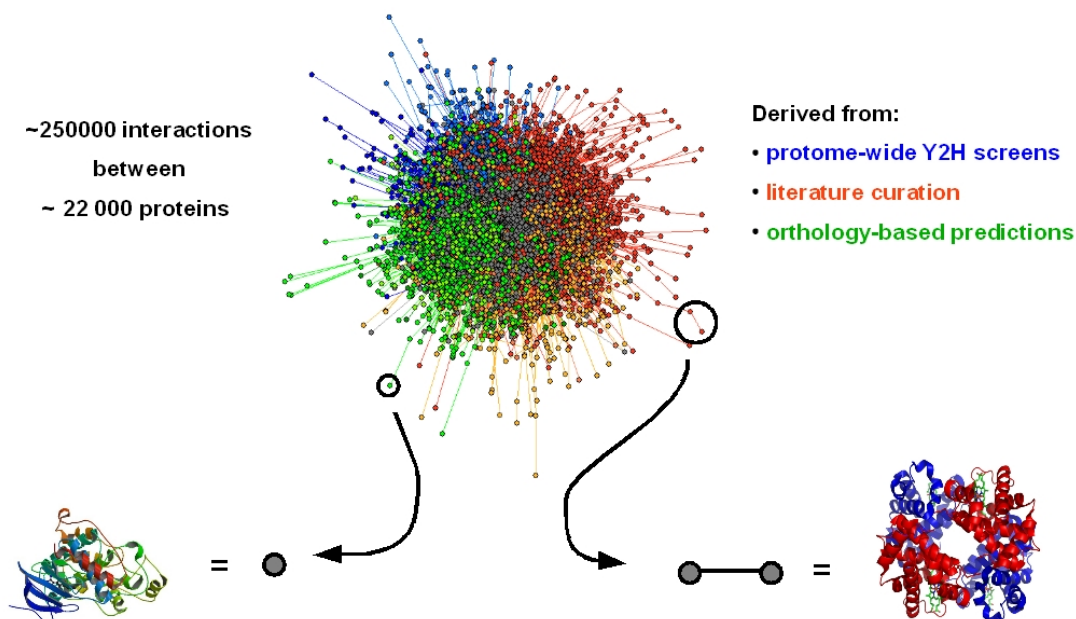 ~250000 interactions
between
~ 22 000 proteins
Derived from:
• protome-wide Y2H screens
• literature curation
• orthology-based predictions
=
=